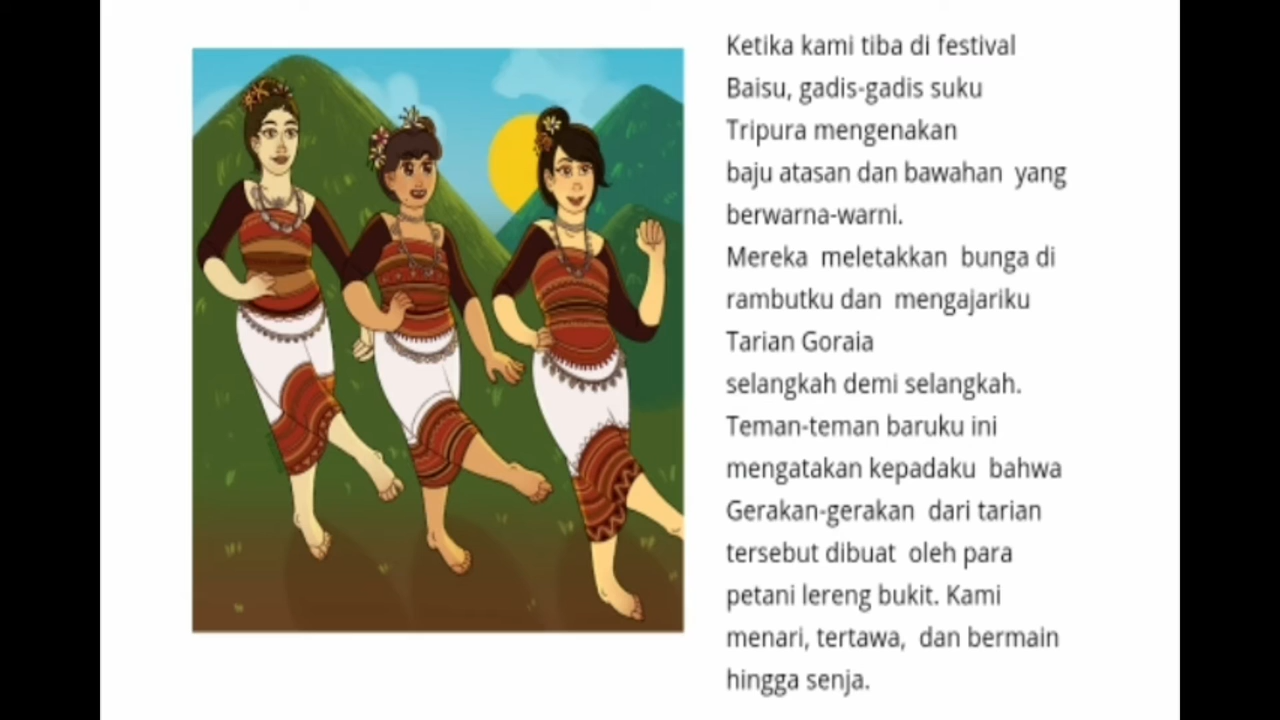 Ketika kami tiba di festival
Baisu, gadis-gadis suku
Tripura mengenakan
baju atasan dan bawahan  yang
berwarna-warni.
Mereka  meletakkan  bunga di
rambutku dan  mengajariku
Tarian Goraia
selangkah demi selangkah.
Teman-teman baruku ini
mengatakan kepadaku  bahwa
Gerakan-gerakan  dari tarian
tersebut dibuat  oleh para
petani lereng bukit. Kami
menari, tertawa,  dan bermain
hingga senja.